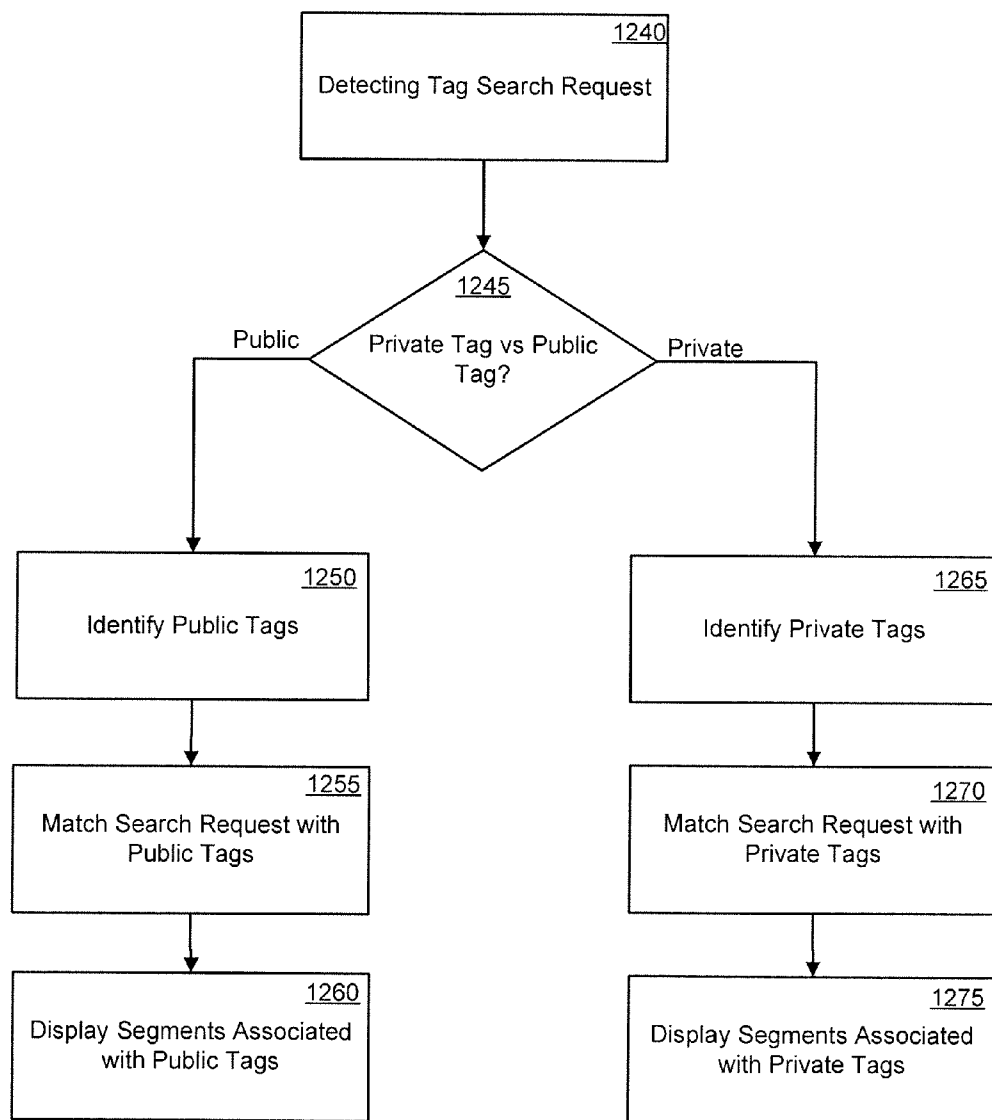 1240
Detecting Tag Search Request
1245
Private Tag vs Public
Tag?
Public
Private
1250
Identify Public Tags
1255
Match Search Request with
Public Tags
1260
Display Segments Associated
with Public Tags
1265
Identify Private Tags
1270
Match Search Request with
Private Tags
1275
Display Segments Associated
with Private Tags